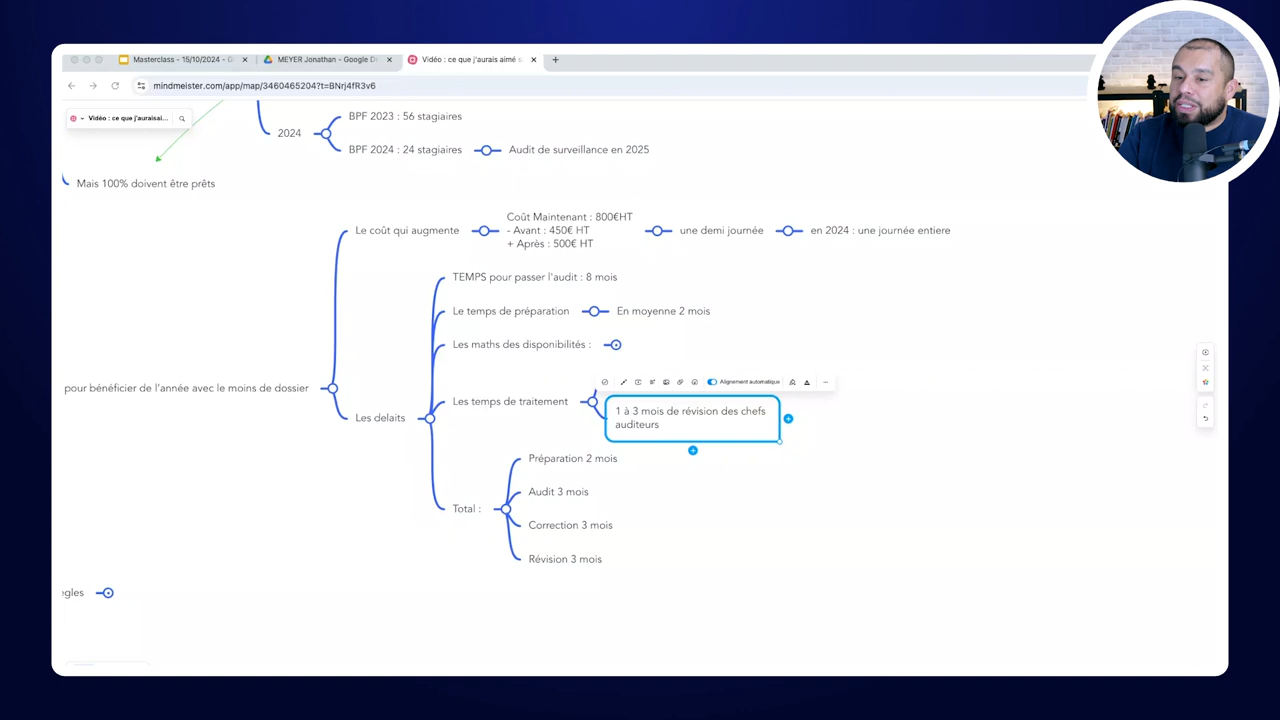 Masterclass - 15/10/2024 - G
MEYER Jonathan - Google D
Vidéo : ce que j'aurais aimé s
mindmeister.com/app/map/3460465204?t=BNrj4fR3v6
Vidéo : ce que j'auraisai...
BPF 2023 : 56 stagiaires
2024
BPF 2024 : 24 stagiaires
Audit de surveillance en 2025
Mais 100% doivent être prêts
Le coût qui augmente
Coût Maintenant : 800€HT
- Avant : 450€ HT
+ Après : 500€ HT
une demi journée
en 2024 : une journée entiere
TEMPS pour passer l'audit : 8 mois
Le temps de préparation
En moyenne 2 mois
Les maths des disponibilités :
Alignement automatique
pour bénéficier de l'année avec le moins de dossier
Les temps de traitement
1 à 3 mois de révision des chefs
auditeurs
Les delaits
Préparation 2 mois
Audit 3 mois
Total :
Correction 3 mois
Révision 3 mois
egles